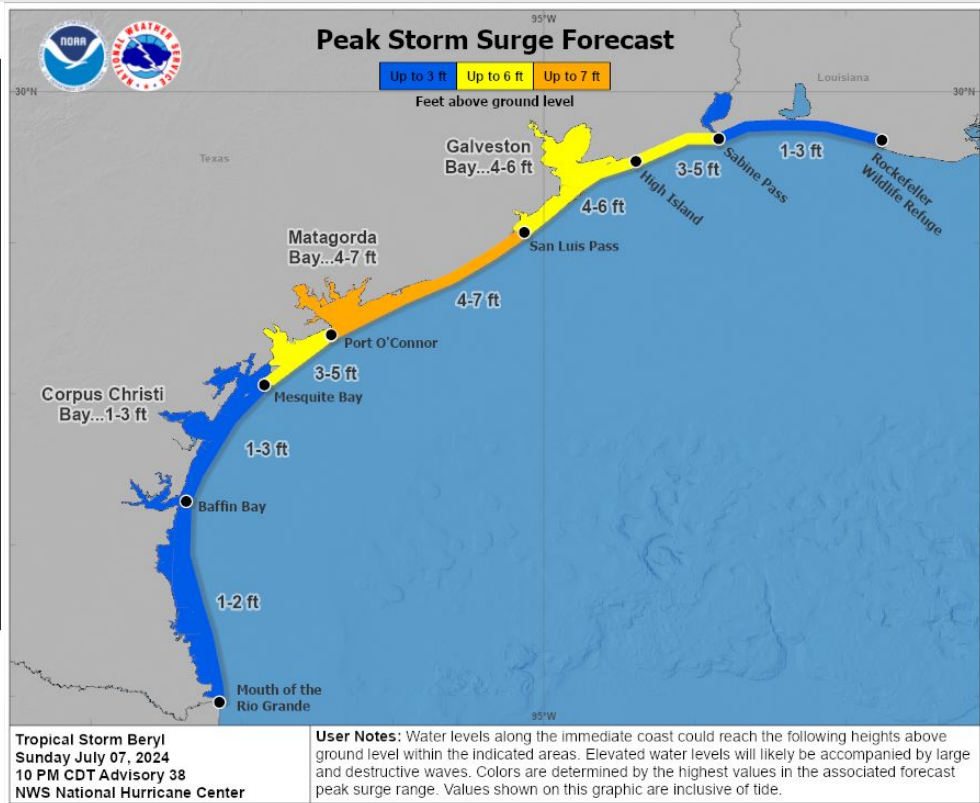 95°W
Peak Storm Surge Forecast
NOAA
NATIONAL WEATHER SERVICE
Up to 3 ft Up to 6 ft Up to 7 ft
Feet above ground level
30°N
30°N
Louisiana
Texas
Galveston
Bay...4-6 ft
1-3 ft
3-5 ft
Sabine Pass
Rockefeller
Wildlife Refuge
High Island
4-6 ft
San Luis Pass
Matagorda
Bay...4-7 ft
4-7 ft
Port O'Connor
3-5 ft
Mesquite Bay
Corpus Christi
Bay...1-3 ft
1-3 ft
Baffin Bay
1-2 ft
Mouth of the
Rio Grande
95°W
Tropical Storm Beryl
Sunday July 07, 2024
10 PM CDT Advisory 38
NWS National Hurricane Center
User Notes: Water levels along the immediate coast could reach the following heights above
ground level within the indicated areas. Elevated water levels will likely be accompanied by large
and destructive waves. Colors are determined by the highest values in the associated forecast
peak surge range. Values shown on this graphic are inclusive of tide.